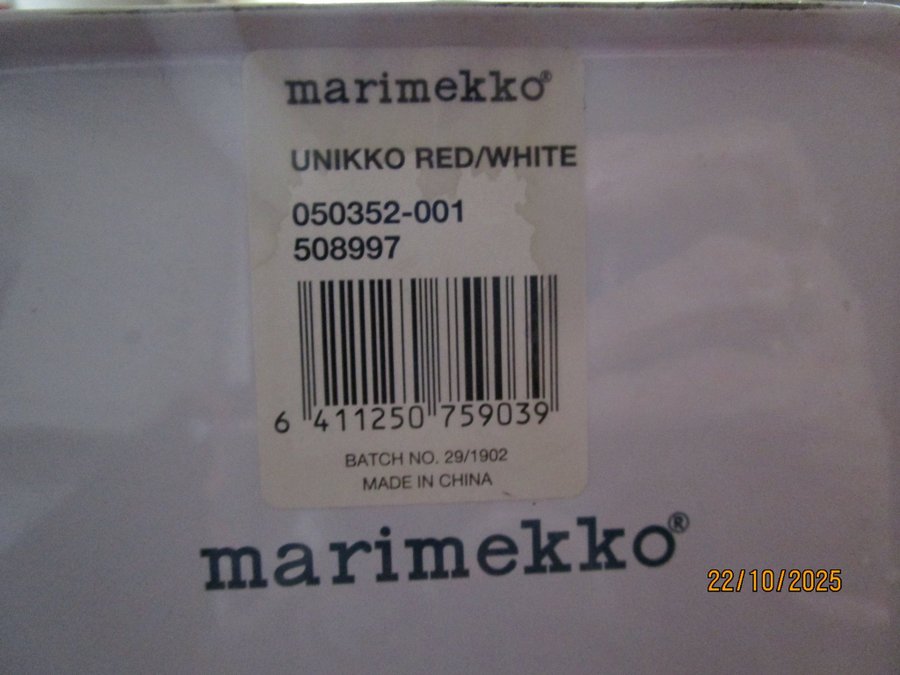 marimekko®
UNIKKO RED/WHITE
050352-001
508997
6 411250 759039
BATCH NO. 29/1902
MADE IN CHINA
marimekko®
22/10/2025